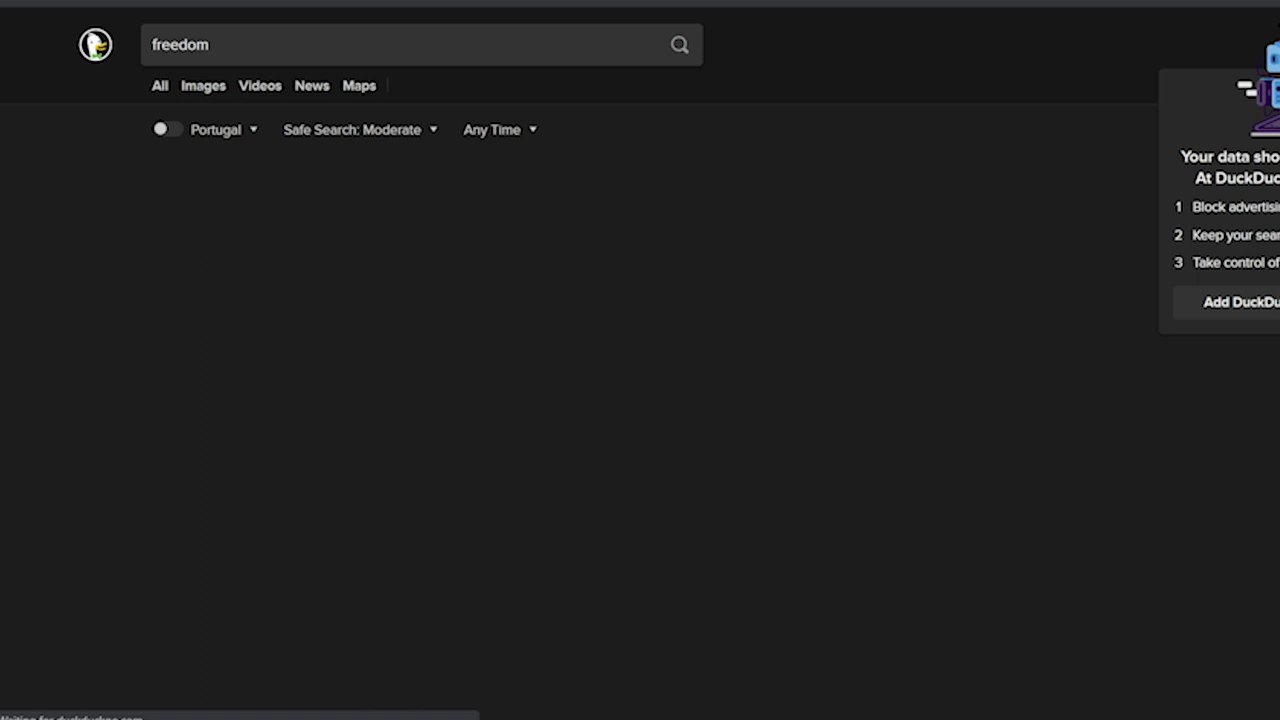 freedom
All Images Videos News Maps
Portugal Safe Search: Moderate Any Time
Your data sho
At DuckDuc
1 Block advertisi
2 Keep your sear
3 Take control of
Add DuckDu